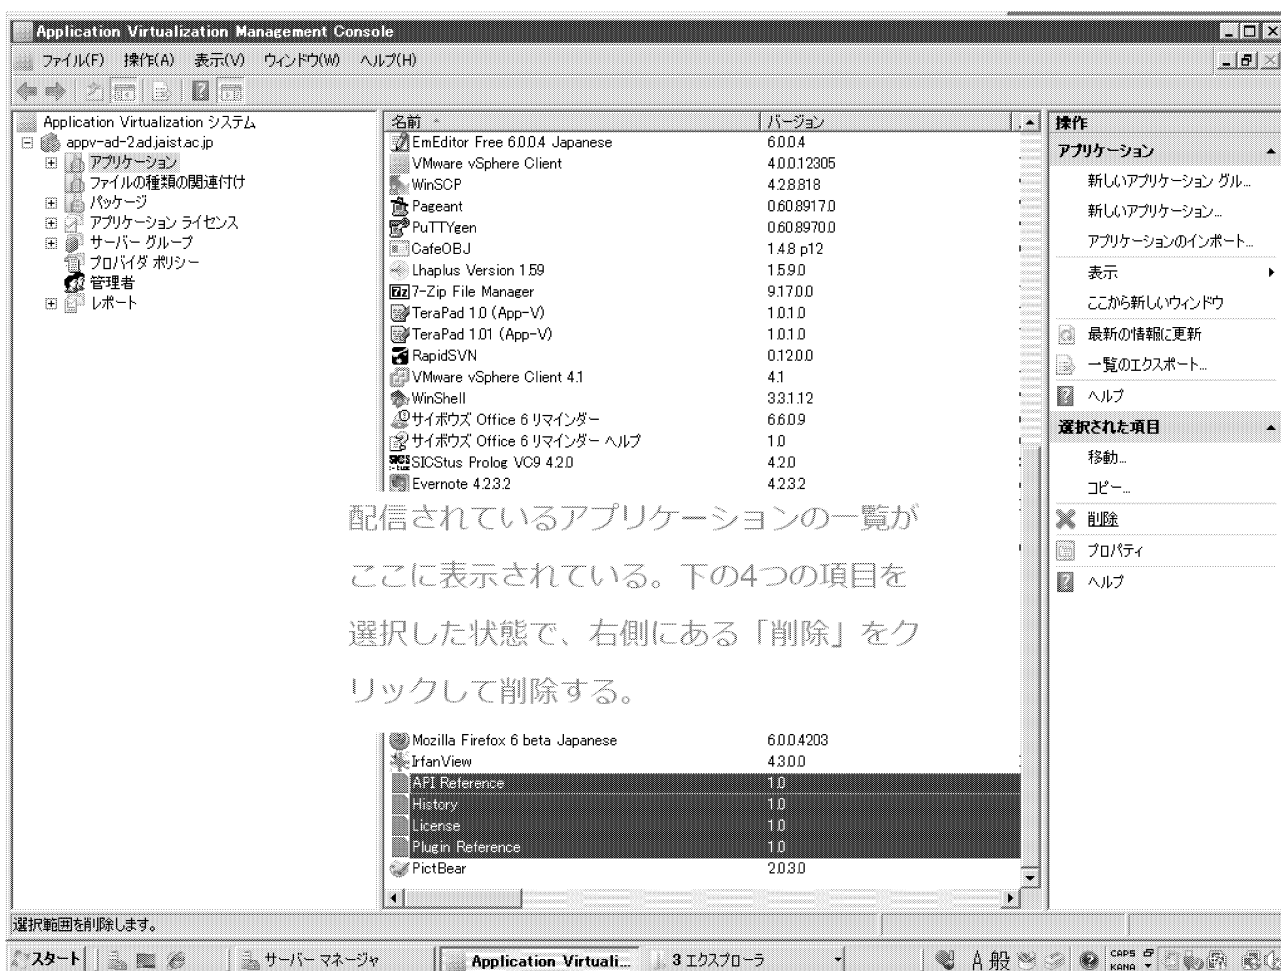 Application Virtualization Management Console
ファイル(F) 操作(A) 表示(V) ウィンドウ(W) ヘルプ(H)
Application Virtualization システム
appv-ad-2.ad.jaist.ac.jp
アプリケーション
ファイルの種類の関連付け
パッケージ
アプリケーション ライセンス
サーバー グループ
プロバイダ ポリシー
管理者
レポート
名前 バージョン
EmEditor Free 6.00.4 Japanese 6.00.4
VMware vSphere Client 4.0.0.12305
WinSCP 4.2.8.818
Pageant 0.60.8917.0
PuTTYgen 0.60.8970.0
CafeOBJ 1.4.8 p12
Lhaplus Version 1.59 1.59.0
7-Zip File Manager 9.17.0.0
TeraPad 1.0 (App-V) 1.0.1.0
TeraPad 1.01 (App-V) 1.0.1.0
RapidSVN 0.12.0.0
VMware vSphere Client 4.1 4.1
WinShell 3.3.1.12
サイボウズ Office 6 リマインダー 6.6.0.9
サイボウズ Office 6 リマインダー ヘルプ 1.0
SICStus Prolog VC9 4.2.0 4.2.0
Evernote 4.2.3.2 4.2.3.2
配信されているアプリケーションの一覧が
ここに表示されている。下の4つの項目を
選択した状態で、右側にある「削除」をク
リックして削除する。
Mozilla Firefox 6 beta Japanese 6.0.0.4203
IrfanView 4.3.0.0
API Reference 1.0
History 1.0
License 1.0
Plugin Reference 1.0
PictBear 2.0.3.0
操作
アプリケーション
新しいアプリケーション グル...
新しいアプリケーション...
アプリケーションのインポート...
表示
ここから新しいウィンドウ
最新の情報に更新
一覧のエクスポート...
ヘルプ
選択された項目
移動...
コピー...
削除
プロパティ
ヘルプ
選択範囲を削除します。
スタート サーバー マネージャ Application Virtuali... 3 エクスプローラ A 般 CAPS KANA